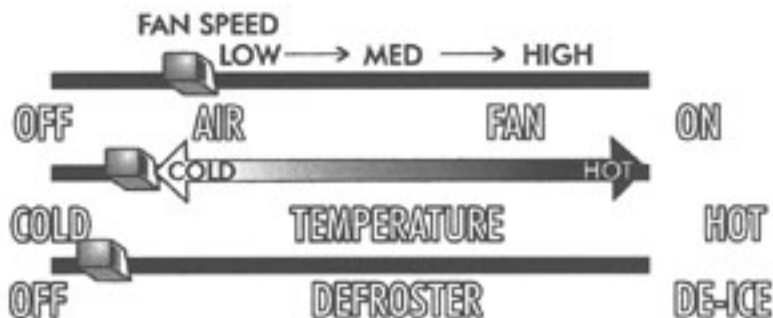 FAN SPEED
LOW → MED → HIGH
OFF AIR FAN ON
COLD HOT
COLD TEMPERATURE HOT
OFF DEFROSTER DE-ICE